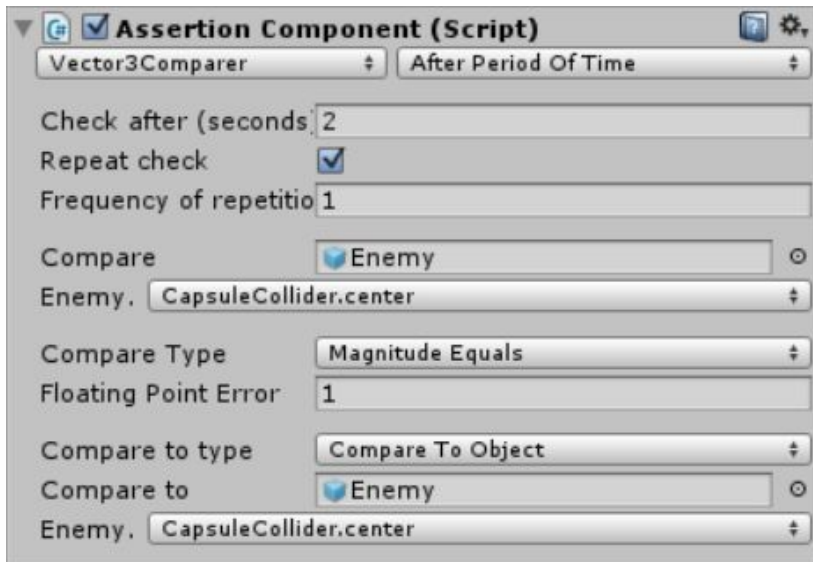 Assertion Component (Script)
Vector3Comparer After Period Of Time
Check after (seconds) 2
Repeat check
Frequency of repetitio 1
Compare Enemy
Enemy. CapsuleCollider.center
Compare Type Magnitude Equals
Floating Point Error 1
Compare to type Compare To Object
Compare to Enemy
Enemy. CapsuleCollider.center